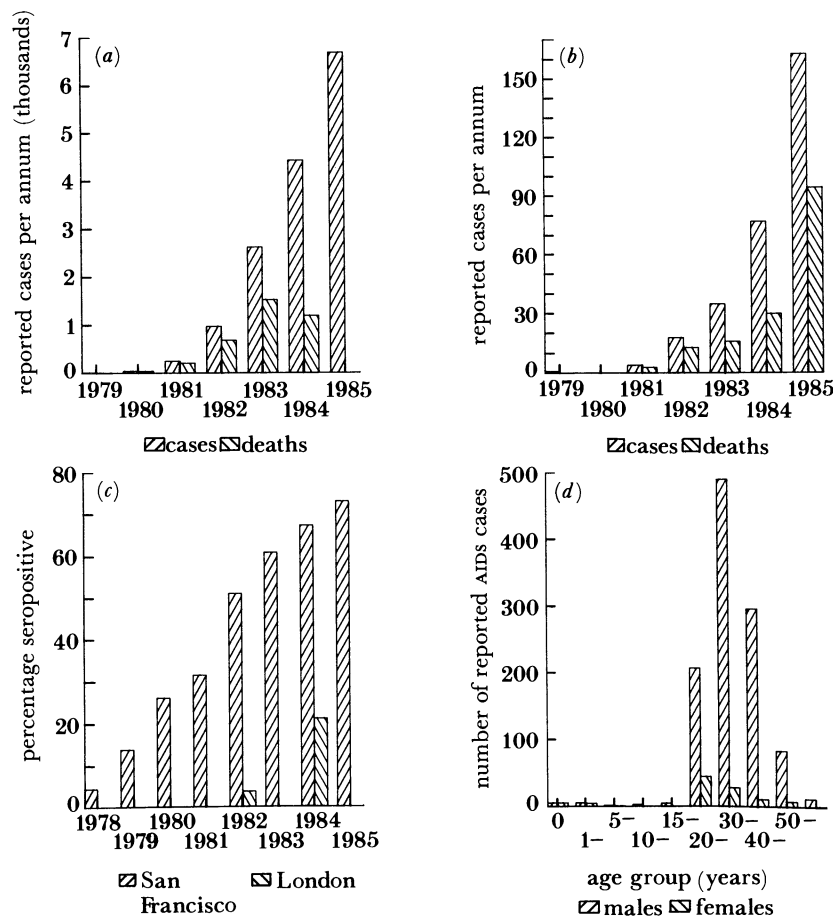 (a)
reported cases per annum (thousands)
7
6
5
4
3
2
1
0
1979 1981 1983 1985
1980 1982 1984
cases deaths
(b)
reported cases per annum
150
120
90
60
30
0
1979 1981 1983 1985
1980 1982 1984
cases deaths
(c)
percentage seropositive
80
60
40
20
0
1978 1980 1982 1984
1979 1981 1983 1985
San Francisco London
(d)
number of reported AIDS cases
500
400
300
200
100
0
0 5– 15– 30– 50–
1– 10– 20– 40–
age group (years)
males females